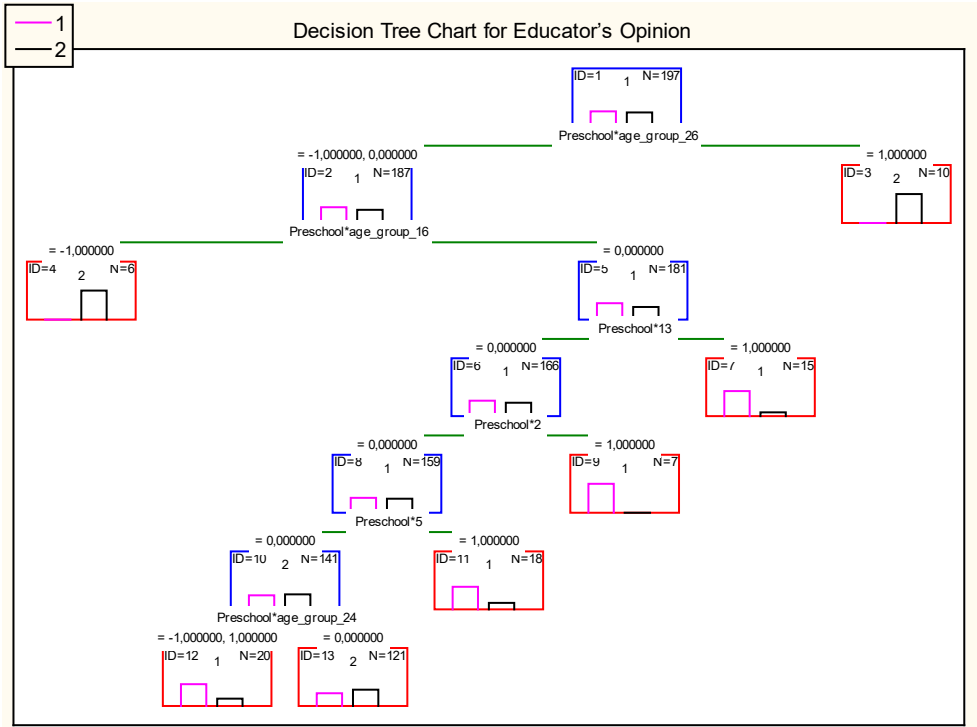 1
2
Decision Tree Chart for Educator's Opinion
ID=1 1 N=197
Preschool*age_group_26
= -1,000000, 0,000000
= 1,000000
ID=2 1 N=187
ID=3 2 N=10
Preschool*age_group_16
= -1,000000
= 0,000000
ID=4 2 N=6
ID=5 1 N=181
Preschool*13
= 0,000000
= 1,000000
ID=6 1 N=166
ID=7 1 N=15
Preschool*2
= 0,000000
= 1,000000
ID=8 1 N=159
ID=9 1 N=7
Preschool*5
= 0,000000
= 1,000000
ID=10 2 N=141
ID=11 1 N=18
Preschool*age_group_24
= -1,000000, 1,000000
= 0,000000
ID=12 1 N=20
ID=13 2 N=121